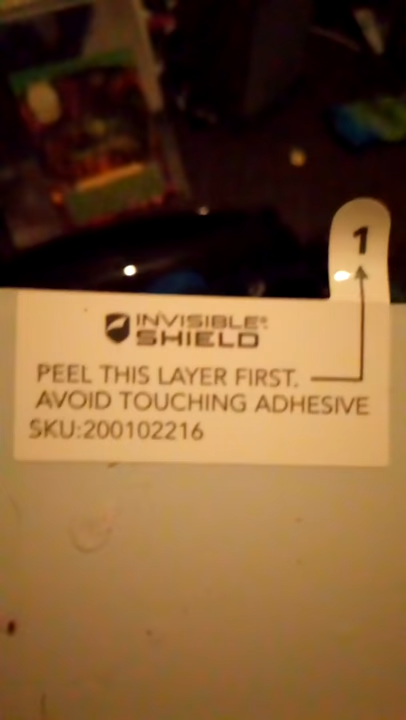 1
INVISIBLE®
SHIELD
PEEL THIS LAYER FIRST.
AVOID TOUCHING ADHESIVE
SKU:200102216